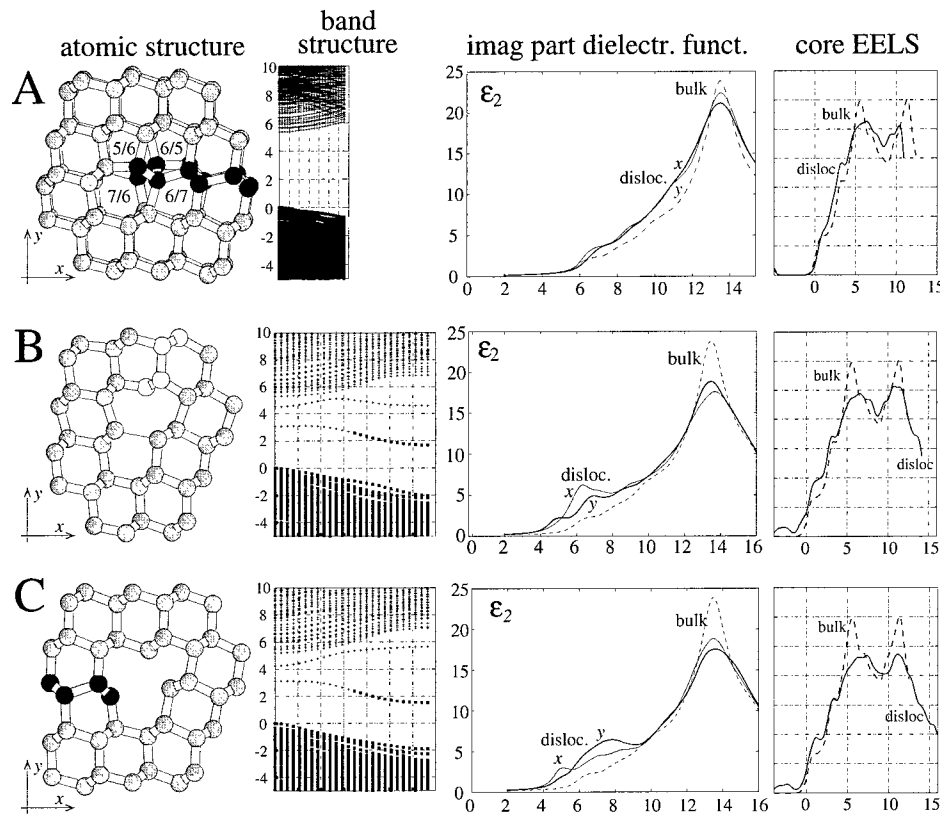 atomic structure
band
structure
imag part dielectr. funct.
core EELS
A
5/6 6/5
7/6 6/7
y
x
10
8
6
4
2
0
-2
-4
ε2
bulk
disloc.
x
y
25
20
15
10
5
0
0 2 4 6 8 10 12 14
bulk
disloc.
0 5 10 15
B
y
x
10
8
6
4
2
0
-2
-4
ε2
bulk
disloc.
x
y
25
20
15
10
5
0
0 2 4 6 8 10 12 14 16
bulk
disloc
0 5 10 15
C
y
x
10
8
6
4
2
0
-2
-4
ε2
bulk
disloc.
x
y
25
20
15
10
5
0
0 2 4 6 8 10 12 14 16
bulk
disloc.
0 5 10 15